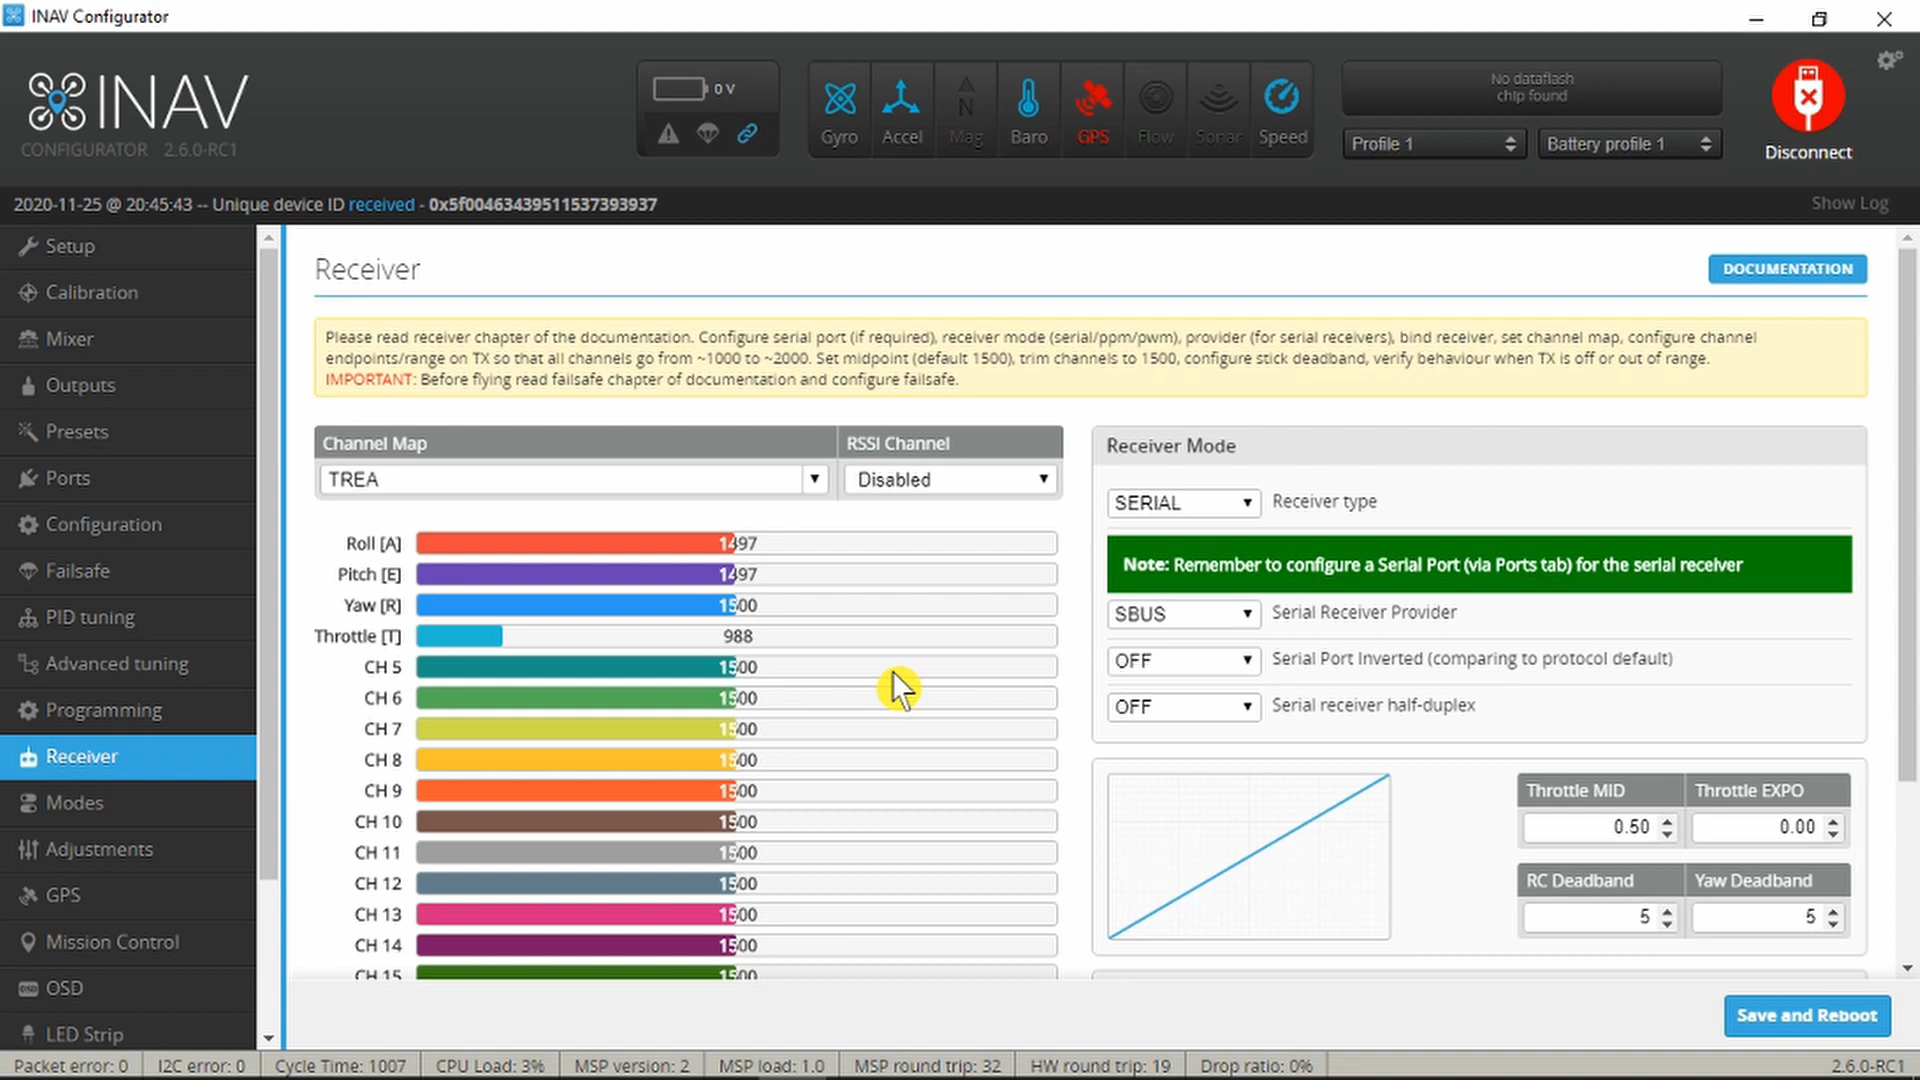 INAV Configurator
INAV
CONFIGURATOR 2.6.0-RC1
0 V
Gyro
Accel
Mag
Baro
GPS
Flow
Sonar
Speed
No dataflash
chip found
Profile 1
Battery profile 1
Disconnect
2020-11-25 @ 20:45:43 -- Unique device ID received - 0x5f00463439511537393937
Show Log
Setup
Calibration
Mixer
Outputs
Presets
Ports
Configuration
Failsafe
PID tuning
Advanced tuning
Programming
Receiver
Modes
Adjustments
GPS
Mission Control
OSD
LED Strip
Receiver
DOCUMENTATION
Please read receiver chapter of the documentation. Configure serial port (if required), receiver mode (serial/ppm/pwm), provider (for serial receivers), bind receiver, set channel map, configure channel
endpoints/range on TX so that all channels go from ~1000 to ~2000. Set midpoint (default 1500), trim channels to 1500, configure stick deadband, verify behaviour when TX is off or out of range.
IMPORTANT: Before flying read failsafe chapter of documentation and configure failsafe.
Channel Map
RSSI Channel
TREA
Disabled
Roll [A] 1497
Pitch [E] 1497
Yaw [R] 1500
Throttle [T] 988
CH 5 1500
CH 6 1500
CH 7 1500
CH 8 1500
CH 9 1500
CH 10 1500
CH 11 1500
CH 12 1500
CH 13 1500
CH 14 1500
CH 15 1500
Receiver Mode
SERIAL Receiver type
Note: Remember to configure a Serial Port (via Ports tab) for the serial receiver
SBUS Serial Receiver Provider
OFF Serial Port Inverted (comparing to protocol default)
OFF Serial receiver half-duplex
Throttle MID Throttle EXPO
0.50 0.00
RC Deadband Yaw Deadband
5 5
Save and Reboot
Packet error: 0 I2C error: 0 Cycle Time: 1007 CPU Load: 3% MSP version: 2 MSP load: 1.0 MSP round trip: 32 HW round trip: 19 Drop ratio: 0% 2.6.0-RC1